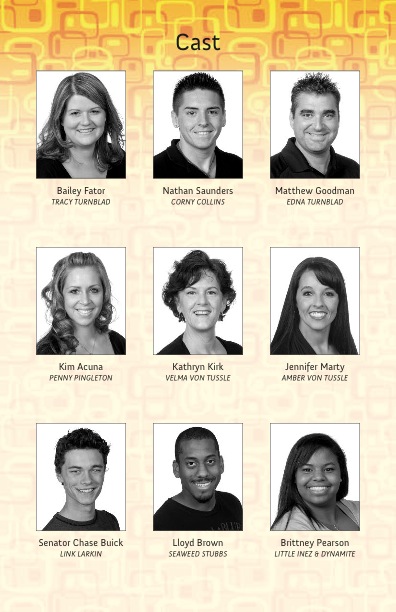 Cast
Bailey Fator
TRACY TURNBLAD
Nathan Saunders
CORNY COLLINS
Matthew Goodman
EDNA TURNBLAD
Kim Acuna
PENNY PINGLETON
Kathryn Kirk
VELMA VON TUSSLE
Jennifer Marty
AMBER VON TUSSLE
Senator Chase Buick
LINK LARKIN
Lloyd Brown
SEAWEED STUBBS
Brittney Pearson
LITTLE INEZ & DYNAMITE